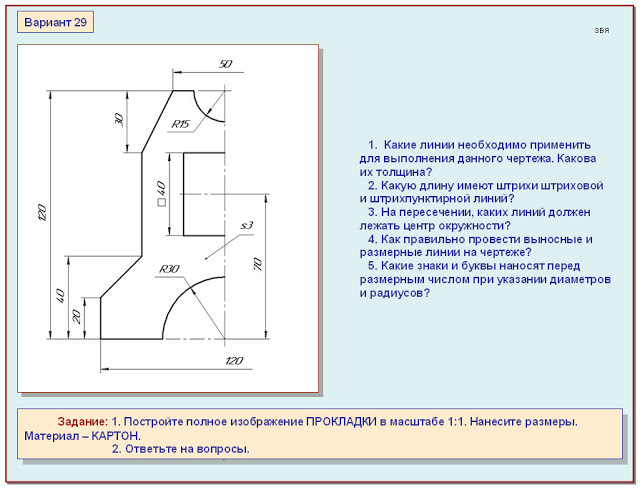 Вариант 29
звя
50
30
R15
120
□ 40
s3
R30
70
40
20
120
1. Какие линии необходимо применить
для выполнения данного чертежа. Какова
их толщина?
2. Какую длину имеют штрихи штриховой
и штрихпунктирной линий?
3. На пересечении, каких линий должен
лежать центр окружности?
4. Как правильно провести выносные и
размерные линии на чертеже?
5. Какие знаки и буквы наносят перед
размерным числом при указании диаметров
и радиусов?
Задание: 1. Постройте полное изображение ПРОКЛАДКИ в масштабе 1:1. Нанесите размеры.
Материал – КАРТОН.
2. Ответьте на вопросы.